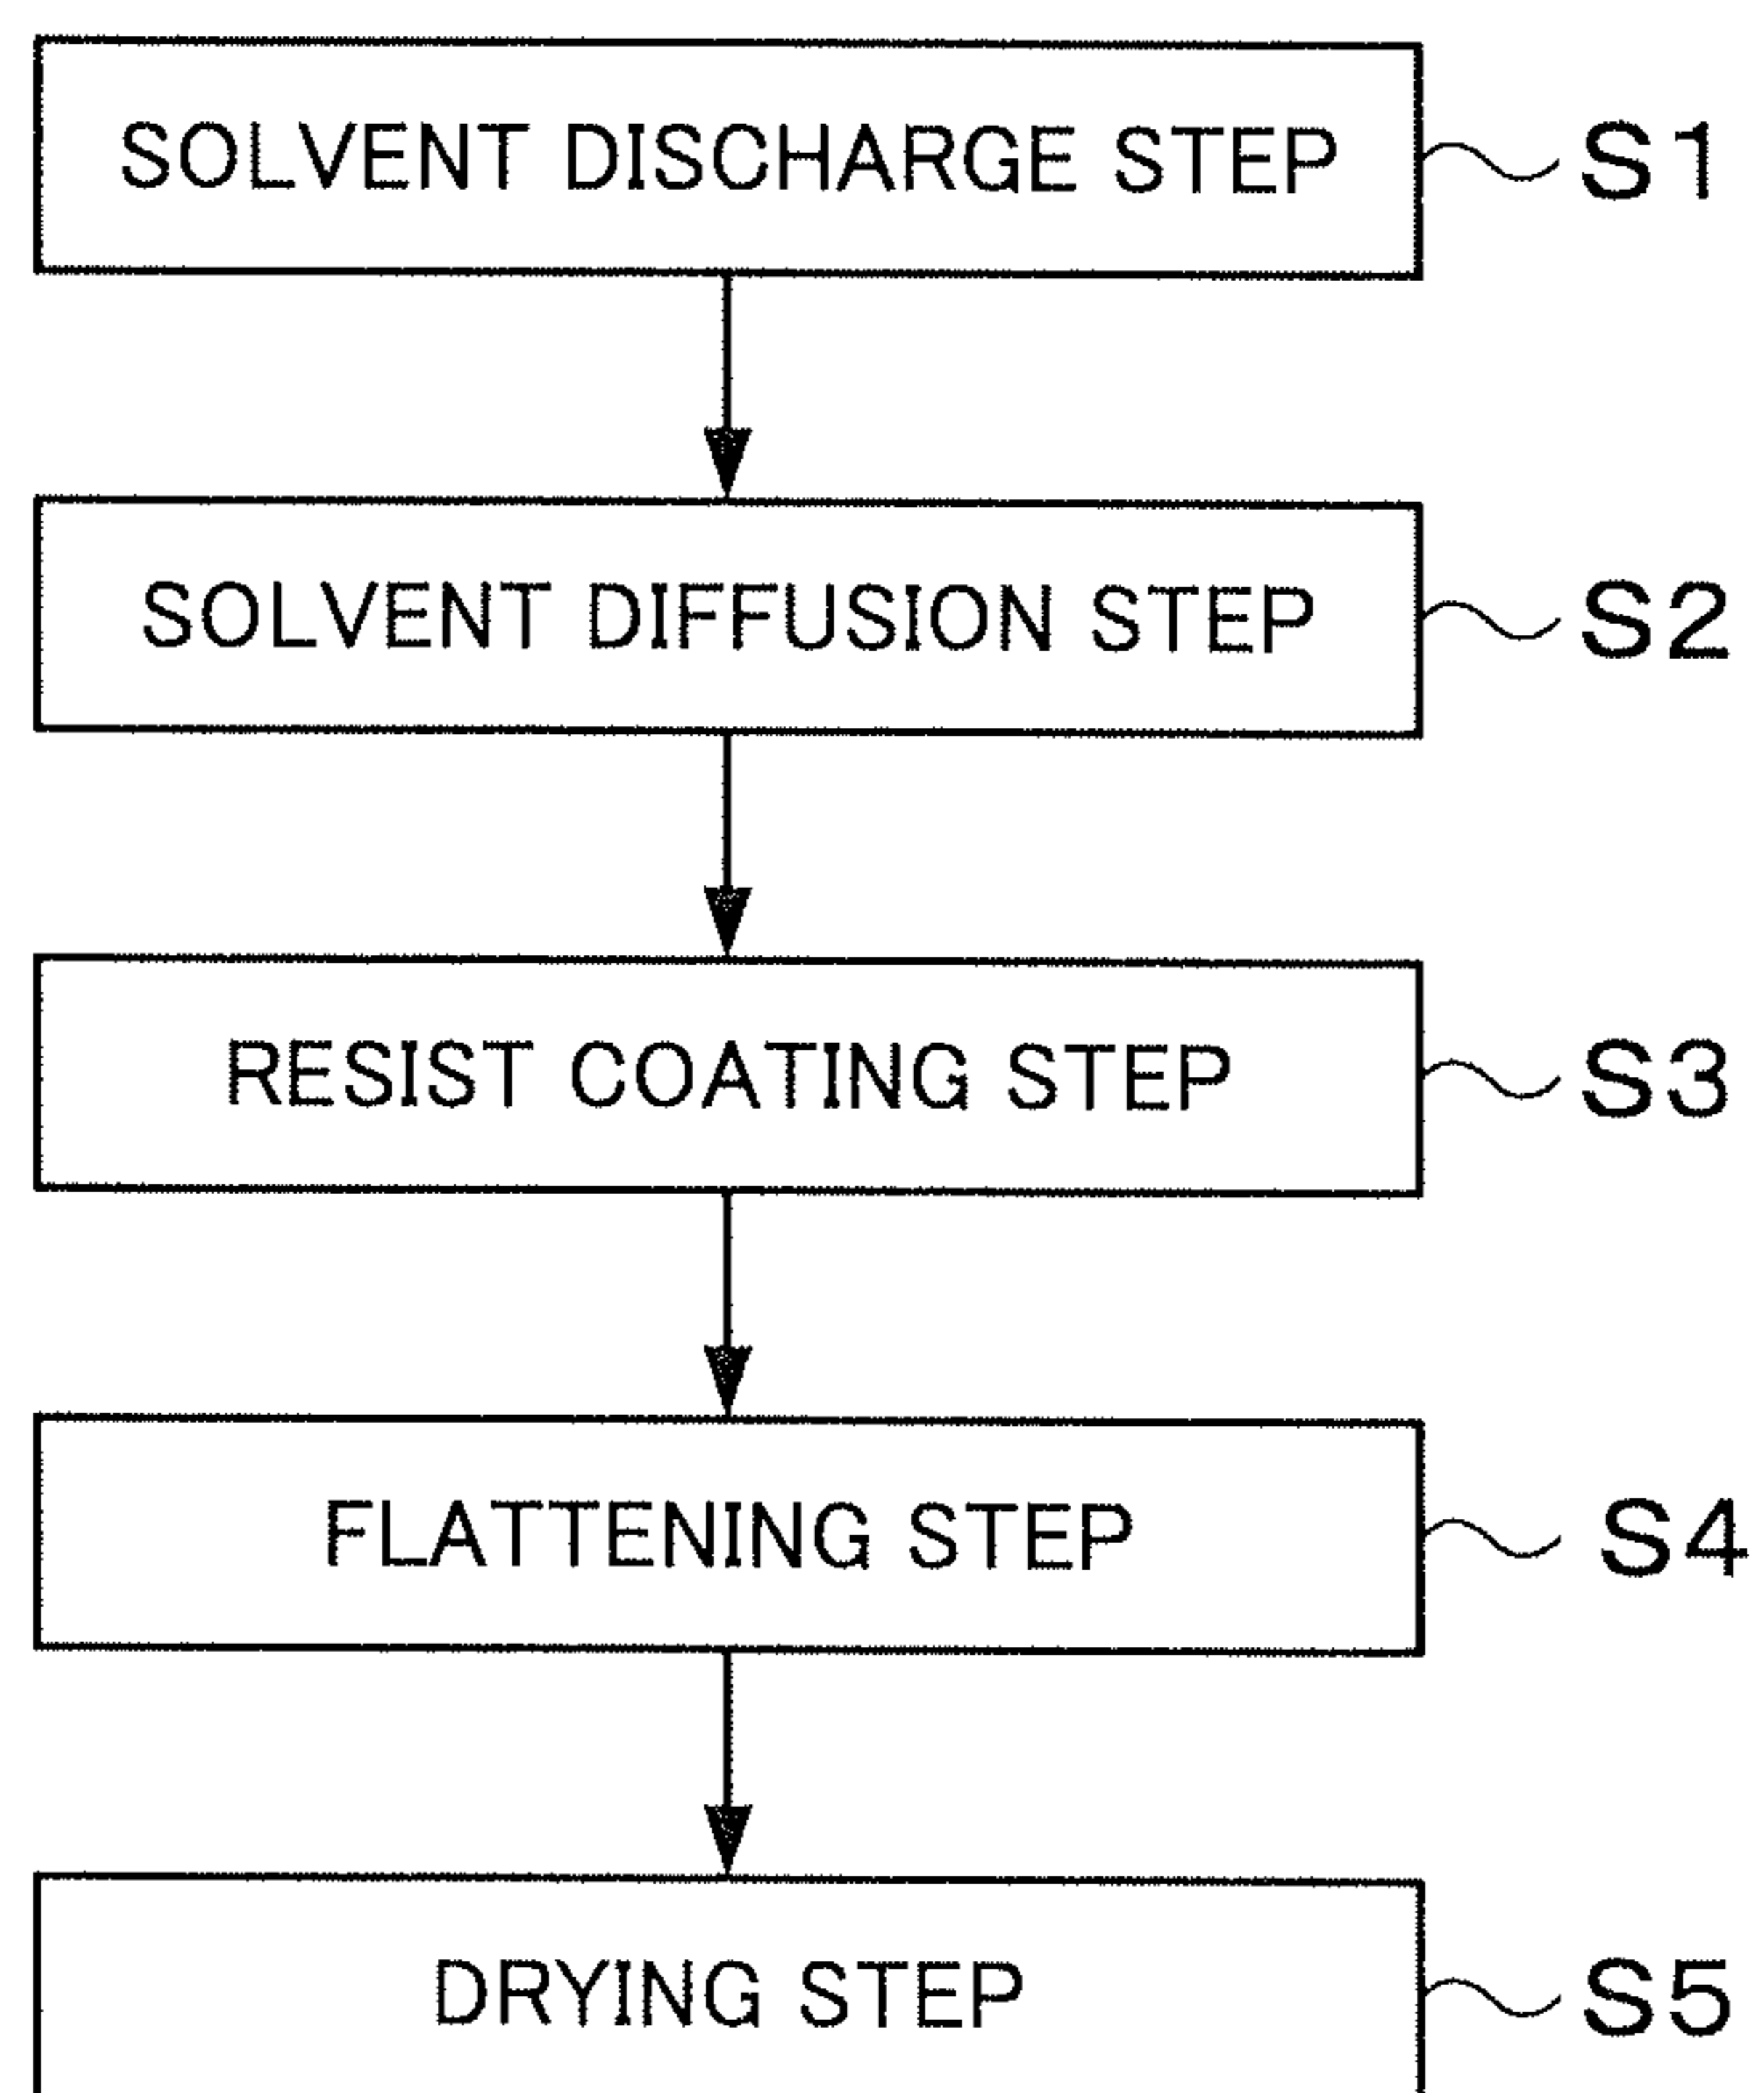 SOLVENT DISCHARGE STEP S1
SOLVENT DIFFUSION STEP S2
RESIST COATING STEP S3
FLATTENING STEP S4
DRYING STEP S5